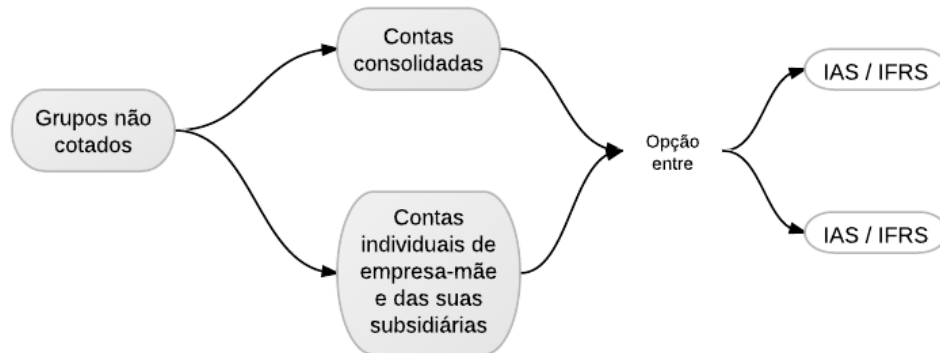 Grupos não
cotados
Contas
consolidadas
Contas
individuais de
empresa-mãe
e das suas
subsidiárias
Opção
entre
IAS / IFRS
IAS / IFRS